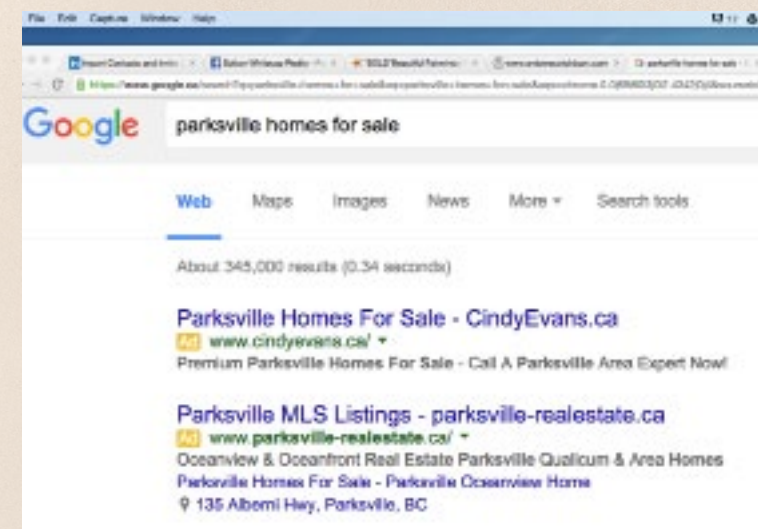 File Edit Capture Window Help
Google parksville homes for sale
Web Maps Images News More Search tools
About 345,000 results (0.34 seconds)
Parksville Homes For Sale - CindyEvans.ca
Ad www.cindyevans.ca/
Premium Parksville Homes For Sale - Call A Parksville Area Expert Now!
Parksville MLS Listings - parksville-realestate.ca
Ad www.parksville-realestate.ca/
Oceanview & Oceanfront Real Estate Parksville Qualicum & Area Homes
Parksville Homes For Sale - Parksville Oceanview Home
135 Alberni Hwy, Parksville, BC